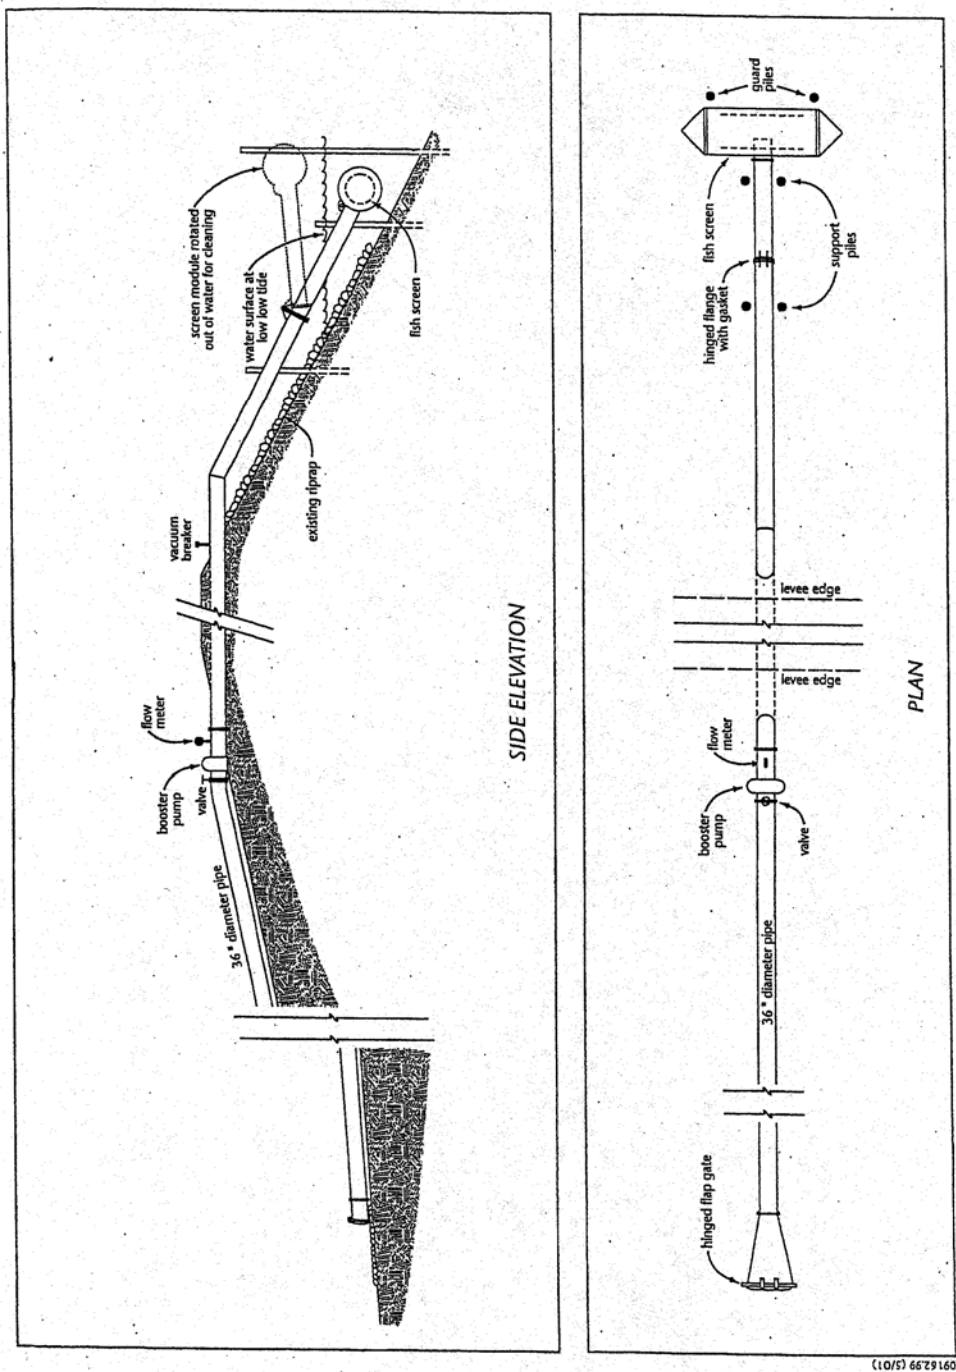 screen module rotated
out of water for cleaning
water surface at
low low tide
fish screen
existing riprap
vacuum
breaker
flow
meter
booster
pump
valve
36 " diameter pipe
SIDE ELEVATION
guard
piles
fish screen
support
piles
hinged flange
with gasket
levee edge
levee edge
flow
meter
booster
pump
valve
36 " diameter pipe
hinged flap gate
PLAN
09162.99 (5/01)